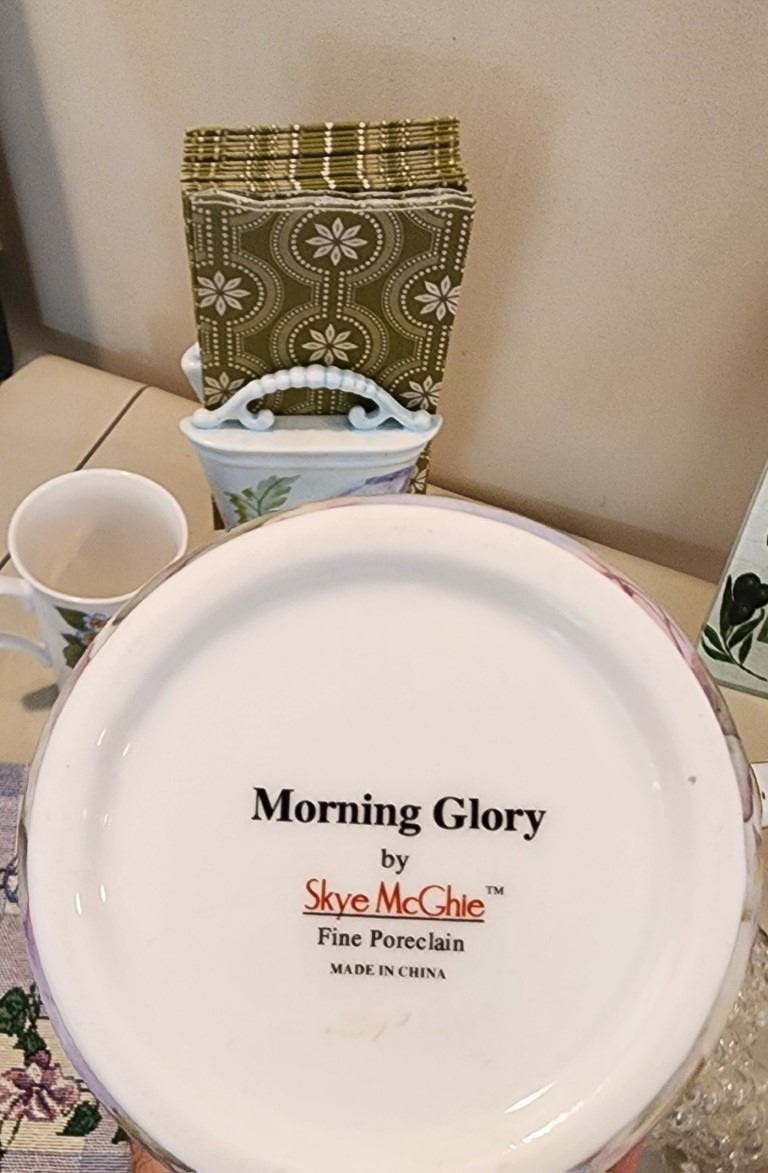 Morning Glory
by
Skye McGhie™
Fine Poreclain
MADE IN CHINA